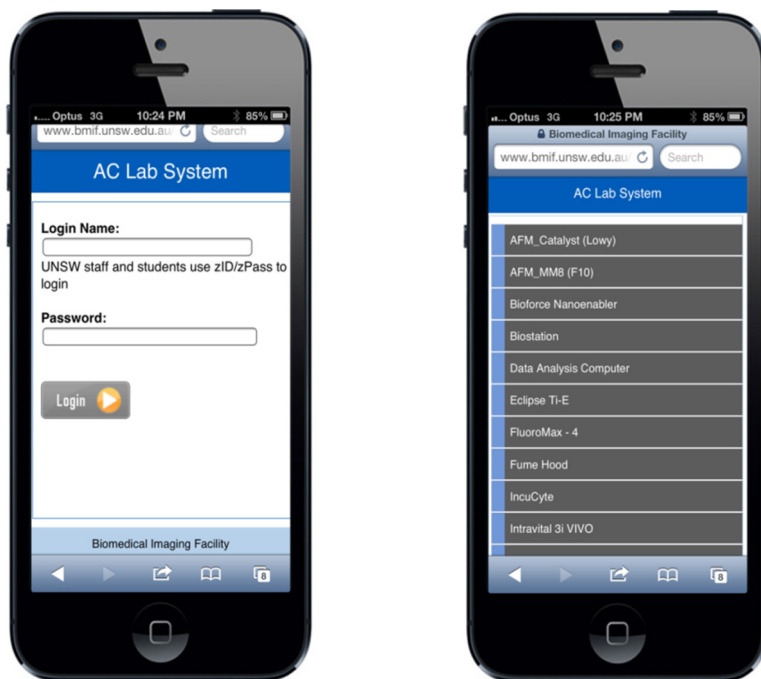 Optus 3G 10:24 PM 85%
www.bmif.unsw.edu.au/ Search
AC Lab System
Login Name:
UNSW staff and students use zID/zPass to
login
Password:
Login
Biomedical Imaging Facility
8
Optus 3G 10:25 PM 85%
Biomedical Imaging Facility
www.bmif.unsw.edu.au/ Search
AC Lab System
AFM_Catalyst (Lowy)
AFM_MM8 (F10)
Bioforce Nanoenabler
Biostation
Data Analysis Computer
Eclipse Ti-E
FluoroMax - 4
Fume Hood
IncuCyte
Intravital 3i VIVO
8